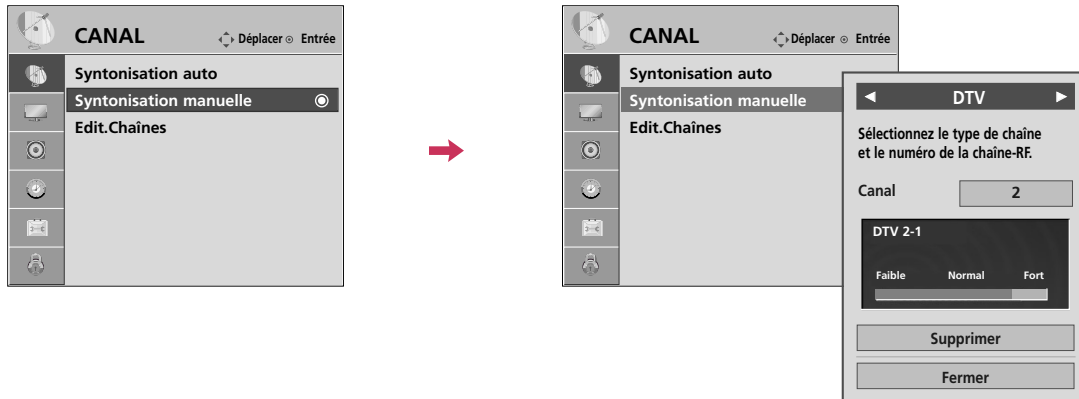 CANAL
Déplacer Entrée
Syntonisation auto
Syntonisation manuelle
Edit.Chaînes
CANAL
Déplacer Entrée
Syntonisation auto
Syntonisation manuelle
Edit.Chaînes
DTV
Sélectionnez le type de chaîne
et le numéro de la chaîne-RF.
Canal 2
DTV 2-1
Faible Normal Fort
Supprimer
Fermer